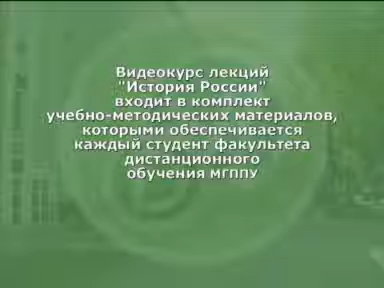 Видеокурс лекций
"История России"
входит в комплект
учебно-методических материалов,
которыми обеспечивается
каждый студент факультета
дистанционного
обучения МГППУ